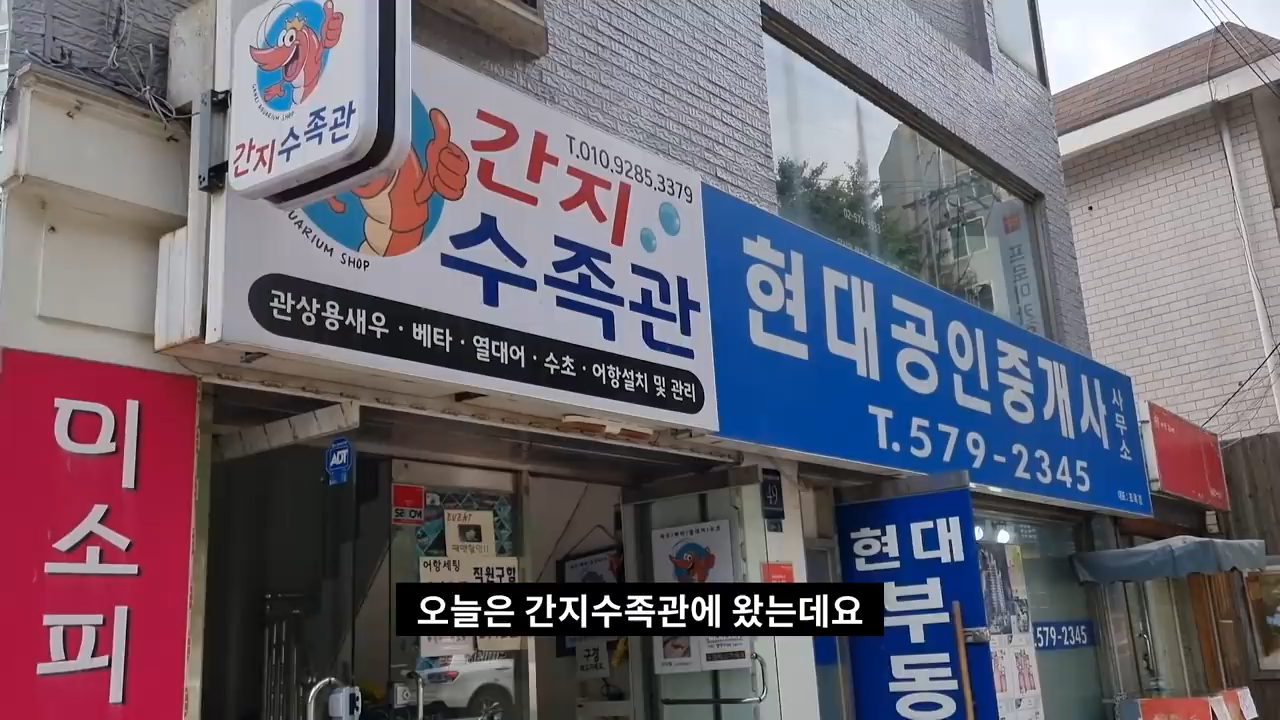 간지수족관
T.010.9285.3379
간지
수족관
UARIUM SHOP
관상용새우 · 베타 · 열대어 · 수초 · 어항설치 및 관리
현대공인중개사
사무소
T.579-2345
미소피
ADT
49
EVENT
어항세팅
직원구함
구경
현대
부동
579-2345
오늘은 간지수족관에 왔는데요